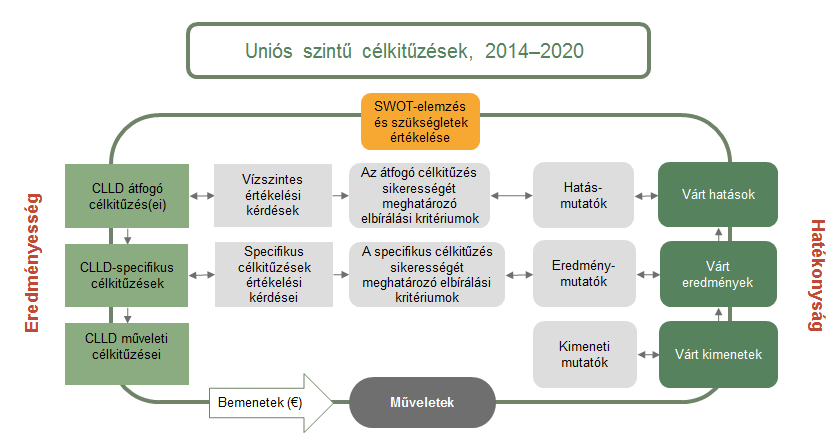 Uniós szintű célkitűzések, 2014–2020
SWOT-elemzés
és szükségletek
értékelése
Eredményesség
CLLD átfogó
célkitűzés(ei)
Vízszintes
értékelési
kérdések
Az átfogó célkitűzés
sikerességét
meghatározó
elbírálási kritériumok
Hatás-
mutatók
Várt hatások
CLLD-specifikus
célkitűzések
Specifikus
célkitűzések
értékelési
kérdései
A specifikus célkitűzés
sikerességét
meghatározó elbírálási
kritériumok
Eredmény-
mutatók
Várt
eredmények
CLLD műveleti
célkitűzései
Kimeneti
mutatók
Várt kimenetek
Hatékonyság
Bemenetek (€)
Műveletek